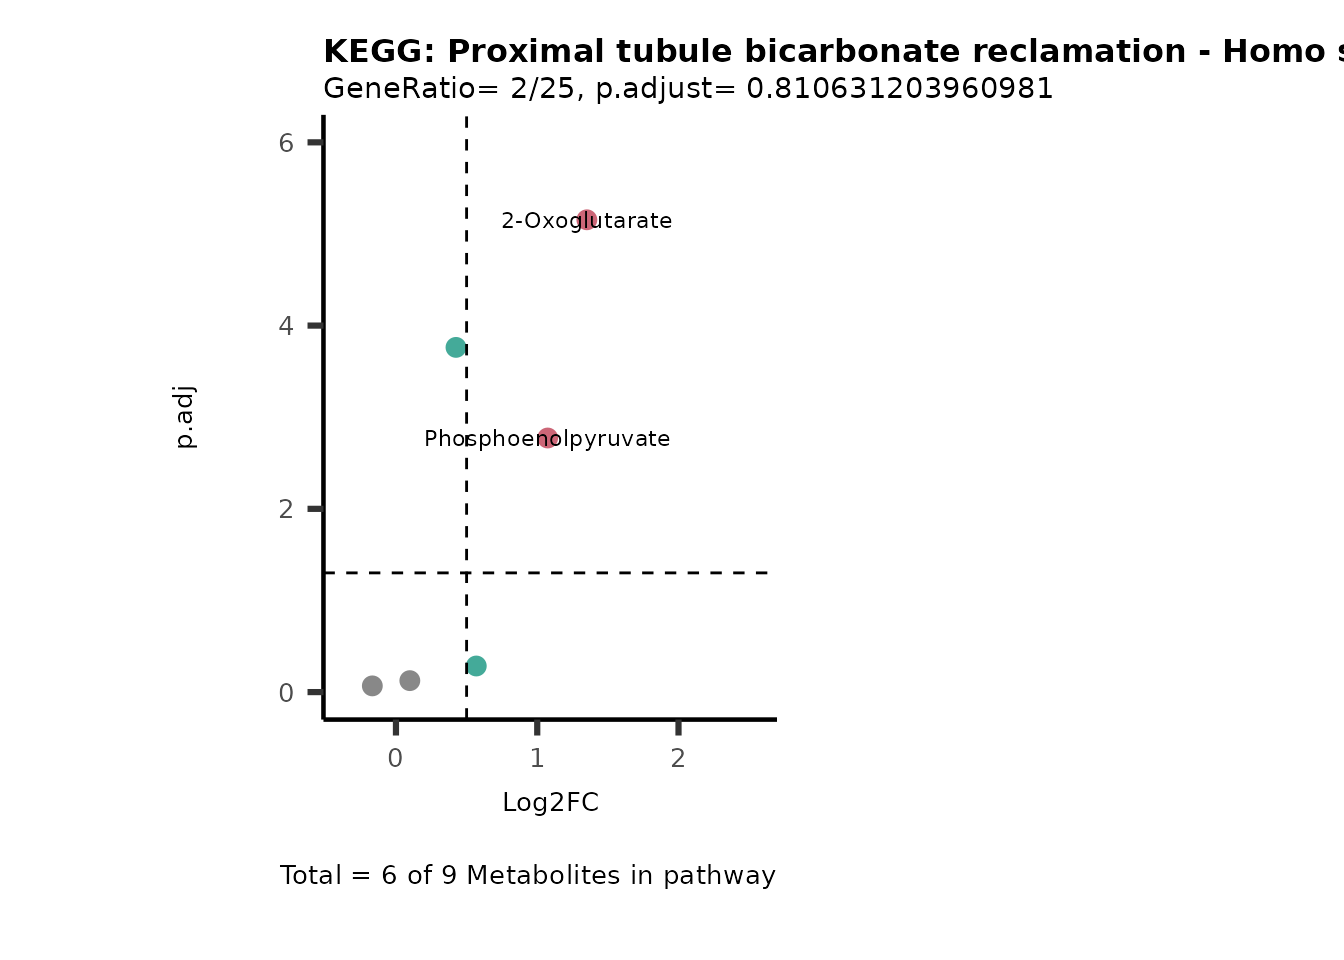 KEGG: Proximal tubule bicarbonate reclamation - Homo
GeneRatio= 2/25, p.adjust= 0.810631203960981
6
2-Oxoglutarate
4
p.adj
Phosphoenolpyruvate
2
0
0 1 2
Log2FC
Total = 6 of 9 Metabolites in pathway